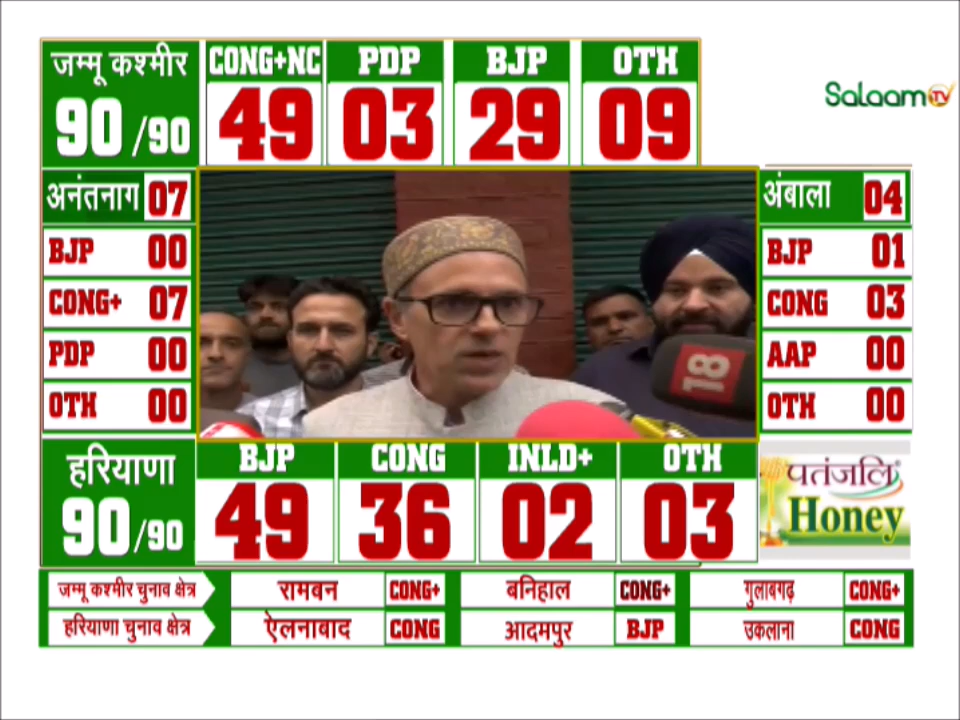 जम्मू कश्मीर CONG+NC PDP BJP OTH
90/90 49 03 29 09
Salaam TV
अनंतनाग 07
BJP 00
CONG+ 07
PDP 00
OTH 00
18
अंबाला 04
BJP 01
CONG 03
AAP 00
OTH 00
हरियाणा BJP CONG INLD+ OTH
90/90 49 36 02 03
पतंजलि
Honey
जम्मू कश्मीर चुनाव क्षेत्र रामवन CONG+ बनिहाल CONG+ गुलाबगढ़ CONG+
हरियाणा चुनाव क्षेत्र ऐलनाबाद CONG आदमपुर BJP उकलाना CONG